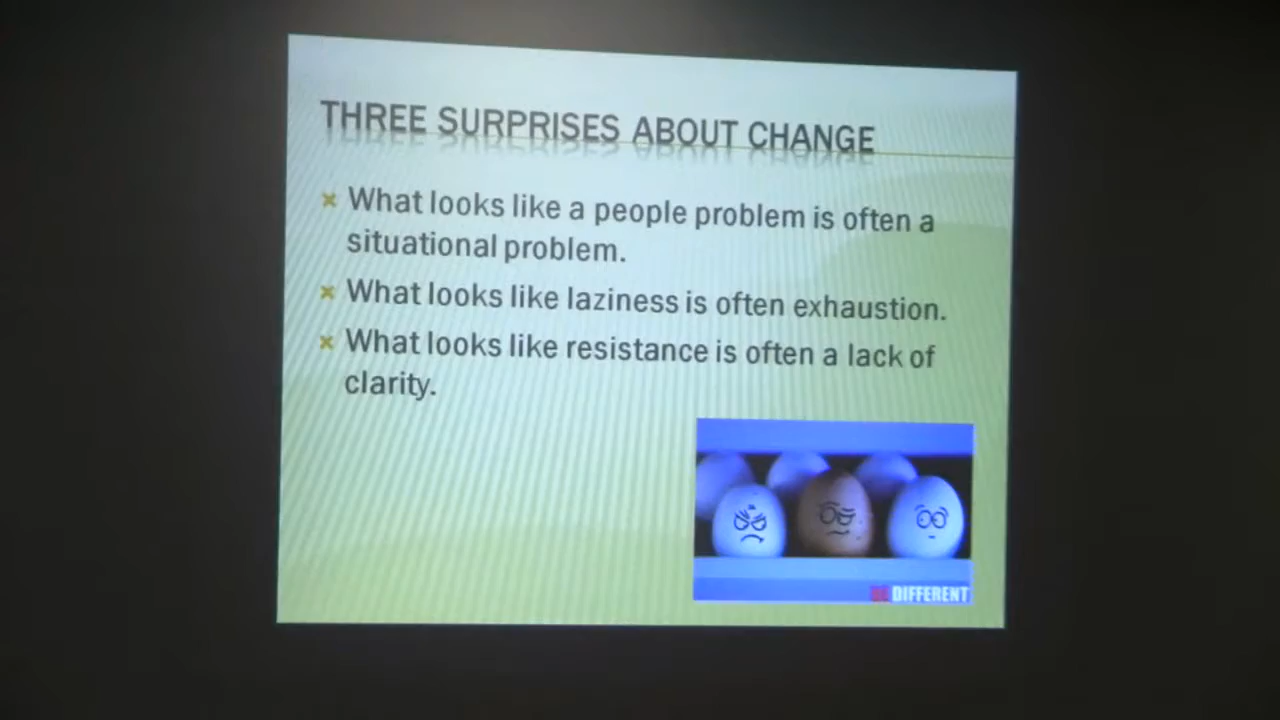 THREE SURPRISES ABOUT CHANGE
What looks like a people problem is often a
situational problem.
What looks like laziness is often exhaustion.
What looks like resistance is often a lack of
clarity.
BE DIFFERENT